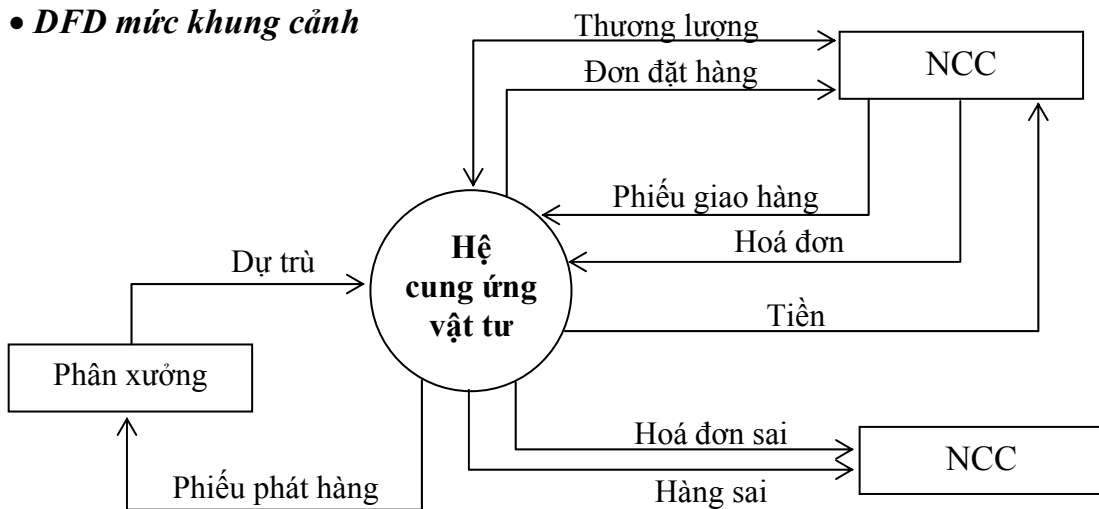 • DFD mức khung cảnh
Thương lượng
NCC
Đơn đặt hàng
Phiếu giao hàng
Hoá đơn
Hệ
cung ứng
vật tư
Dự trù
Tiền
Phân xưởng
Hoá đơn sai
NCC
Phiếu phát hàng
Hàng sai